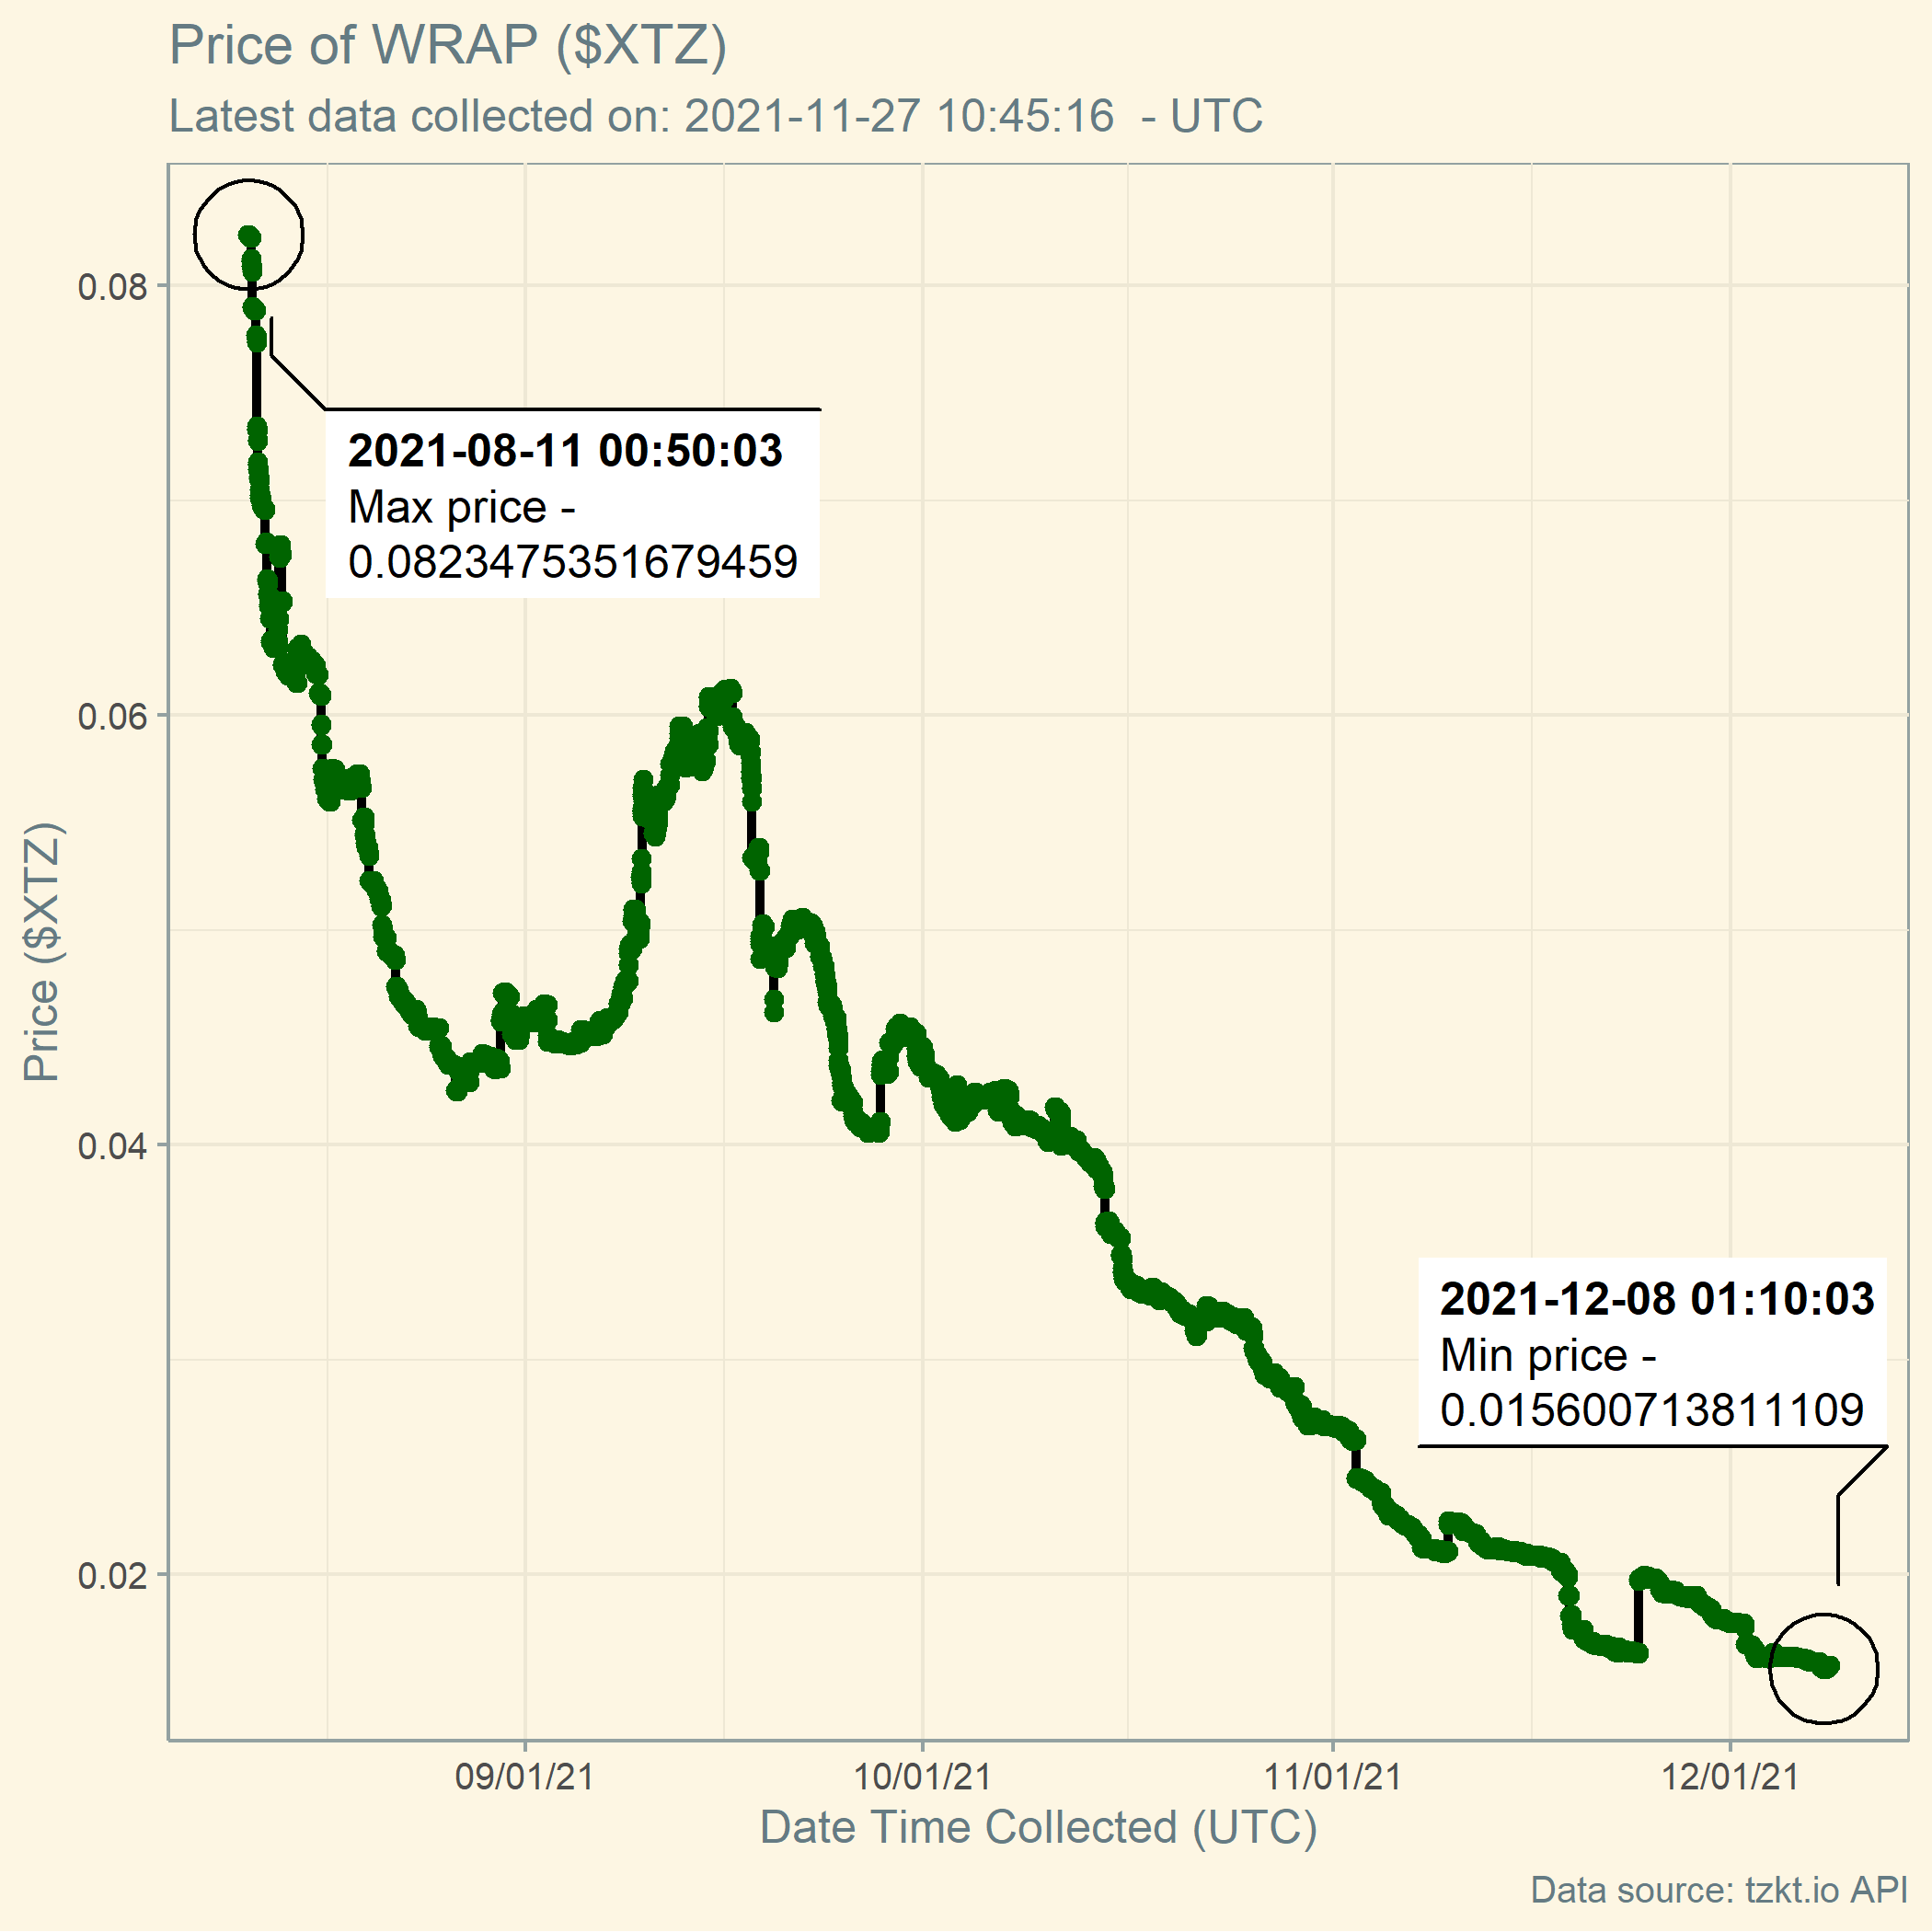 Price of WRAP ($XTZ)
Latest data collected on: 2021-11-27 10:45:16  - UTC
0.08
0.06
0.04
0.02
Price ($XTZ)
2021-08-11 00:50:03
Max price -
0.0823475351679459
2021-12-08 01:10:03
Min price -
0.015600713811109
09/01/21
10/01/21
11/01/21
12/01/21
Date Time Collected (UTC)
Data source: tzkt.io API